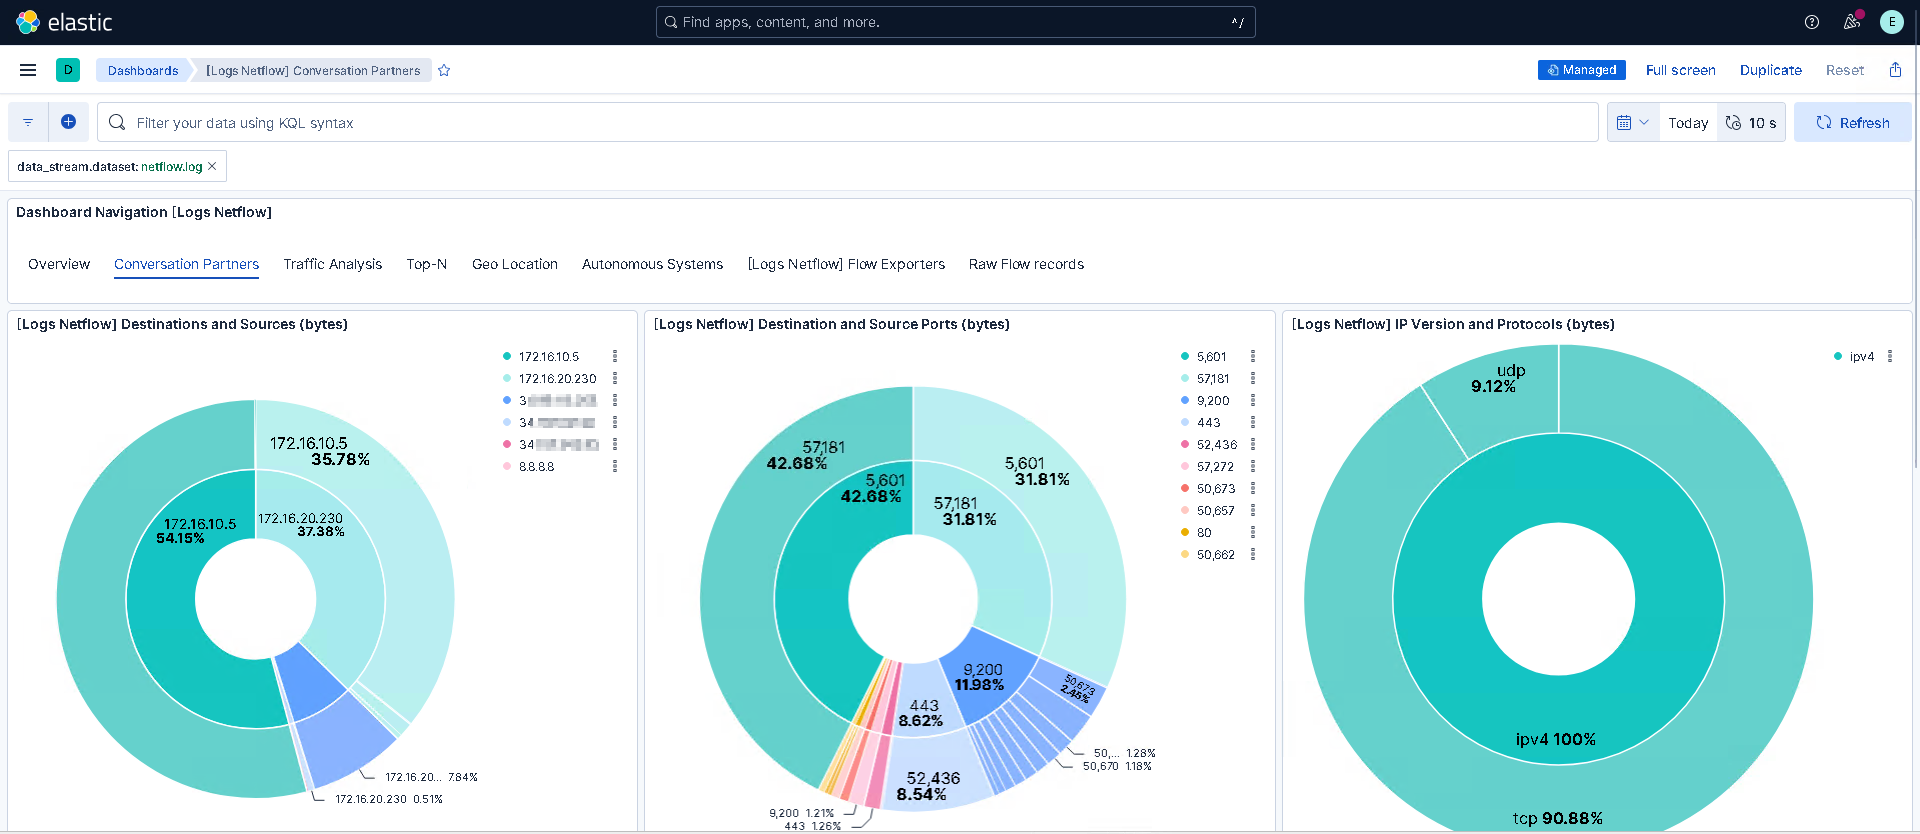 elastic
Find apps, content, and more.
^/
E
D
Dashboards
[Logs Netflow] Conversation Partners
Managed
Full screen
Duplicate
Reset
Filter your data using KQL syntax
Today
10 s
Refresh
data_stream.dataset: netflow.log
Dashboard Navigation [Logs Netflow]
Overview
Conversation Partners
Traffic Analysis
Top-N
Geo Location
Autonomous Systems
[Logs Netflow] Flow Exporters
Raw Flow records
[Logs Netflow] Destinations and Sources (bytes)
172.16.10.5
172.16.20.230
3
34
34
8.8.8.8
172.16.10.5
35.78%
172.16.10.5
54.15%
172.16.20.230
37.38%
172.16.20... 7.84%
172.16.20.230 0.51%
[Logs Netflow] Destination and Source Ports (bytes)
5,601
57,181
9,200
443
52,436
57,272
50,673
50,657
80
50,662
57,181
42.68%
5,601
42.68%
5,601
31.81%
57,181
31.81%
9,200
11.98%
50,673
2.45%
443
8.62%
52,436
8.54%
50,... 1.28%
50,670 1.18%
9,200 1.21%
443 1.26%
[Logs Netflow] IP Version and Protocols (bytes)
ipv4
udp
9.12%
ipv4 100%
tcp 90.88%